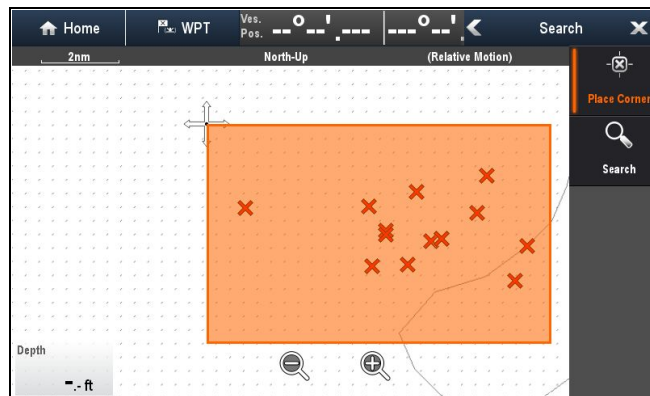 Home
WPT
Ves.
Pos.
--°--'.---
---°--'.
Search
2nm
North-Up
(Relative Motion)
Place Corner
Search
Depth
-.- ft